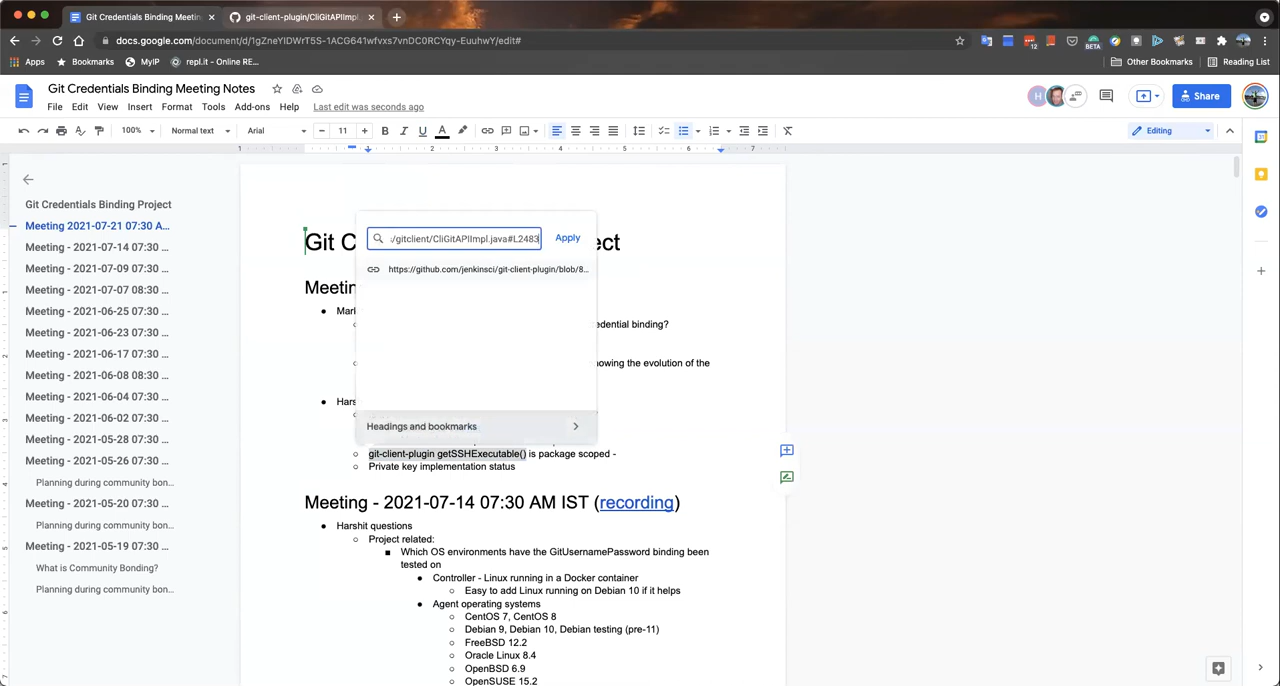 Git Credentials Binding Meetin
git-client-plugin/CliGitAPIImpl.
docs.google.com/document/d/1gZneYIDWrT5S-1ACG641wfvxs7vnDC0RCYqy-EuuhwY/edit#
12
BETA
Apps
Bookmarks
MyIP
repl.it - Online RE...
Other Bookmarks
Reading List
Git Credentials Binding Meeting Notes
File Edit View Insert Format Tools Add-ons Help Last edit was seconds ago
H
Share
100% Normal text Arial 11 B I U A
Editing
1 1 2 3 4 5 6 7
Git Credentials Binding Project
Meeting 2021-07-21 07:30 A...
Meeting - 2021-07-14 07:30 ...
Meeting - 2021-07-09 07:30 ...
Meeting - 2021-07-07 08:30 ...
Meeting - 2021-06-25 07:30 ...
Meeting - 2021-06-23 07:30 ...
Meeting - 2021-06-17 07:30 ...
Meeting - 2021-06-08 08:30 ...
Meeting - 2021-06-04 07:30 ...
Meeting - 2021-06-02 07:30 ...
Meeting - 2021-05-28 07:30 ...
Meeting - 2021-05-26 07:30 ...
Planning during community bon...
Meeting - 2021-05-20 07:30 ...
Planning during community bon...
Meeting - 2021-05-19 07:30 ...
What is Community Bonding?
Planning during community bon...
Git C
ect
:/gitclient/CliGitAPIImpl.java#L2483
Apply
https://github.com/jenkinsci/git-client-plugin/blob/8...
Headings and bookmarks
Meetin
Mark
edential binding?
howing the evolution of the
Hars
git-client-plugin getSSHExecutable() is package scoped -
Private key implementation status
Meeting - 2021-07-14 07:30 AM IST (recording)
Harshit questions
Project related:
Which OS environments have the GitUsernamePassword binding been
tested on
Controller - Linux running in a Docker container
Easy to add Linux running on Debian 10 if it helps
Agent operating systems
CentOS 7, CentOS 8
Debian 9, Debian 10, Debian testing (pre-11)
FreeBSD 12.2
Oracle Linux 8.4
OpenBSD 6.9
OpenSUSE 15.2